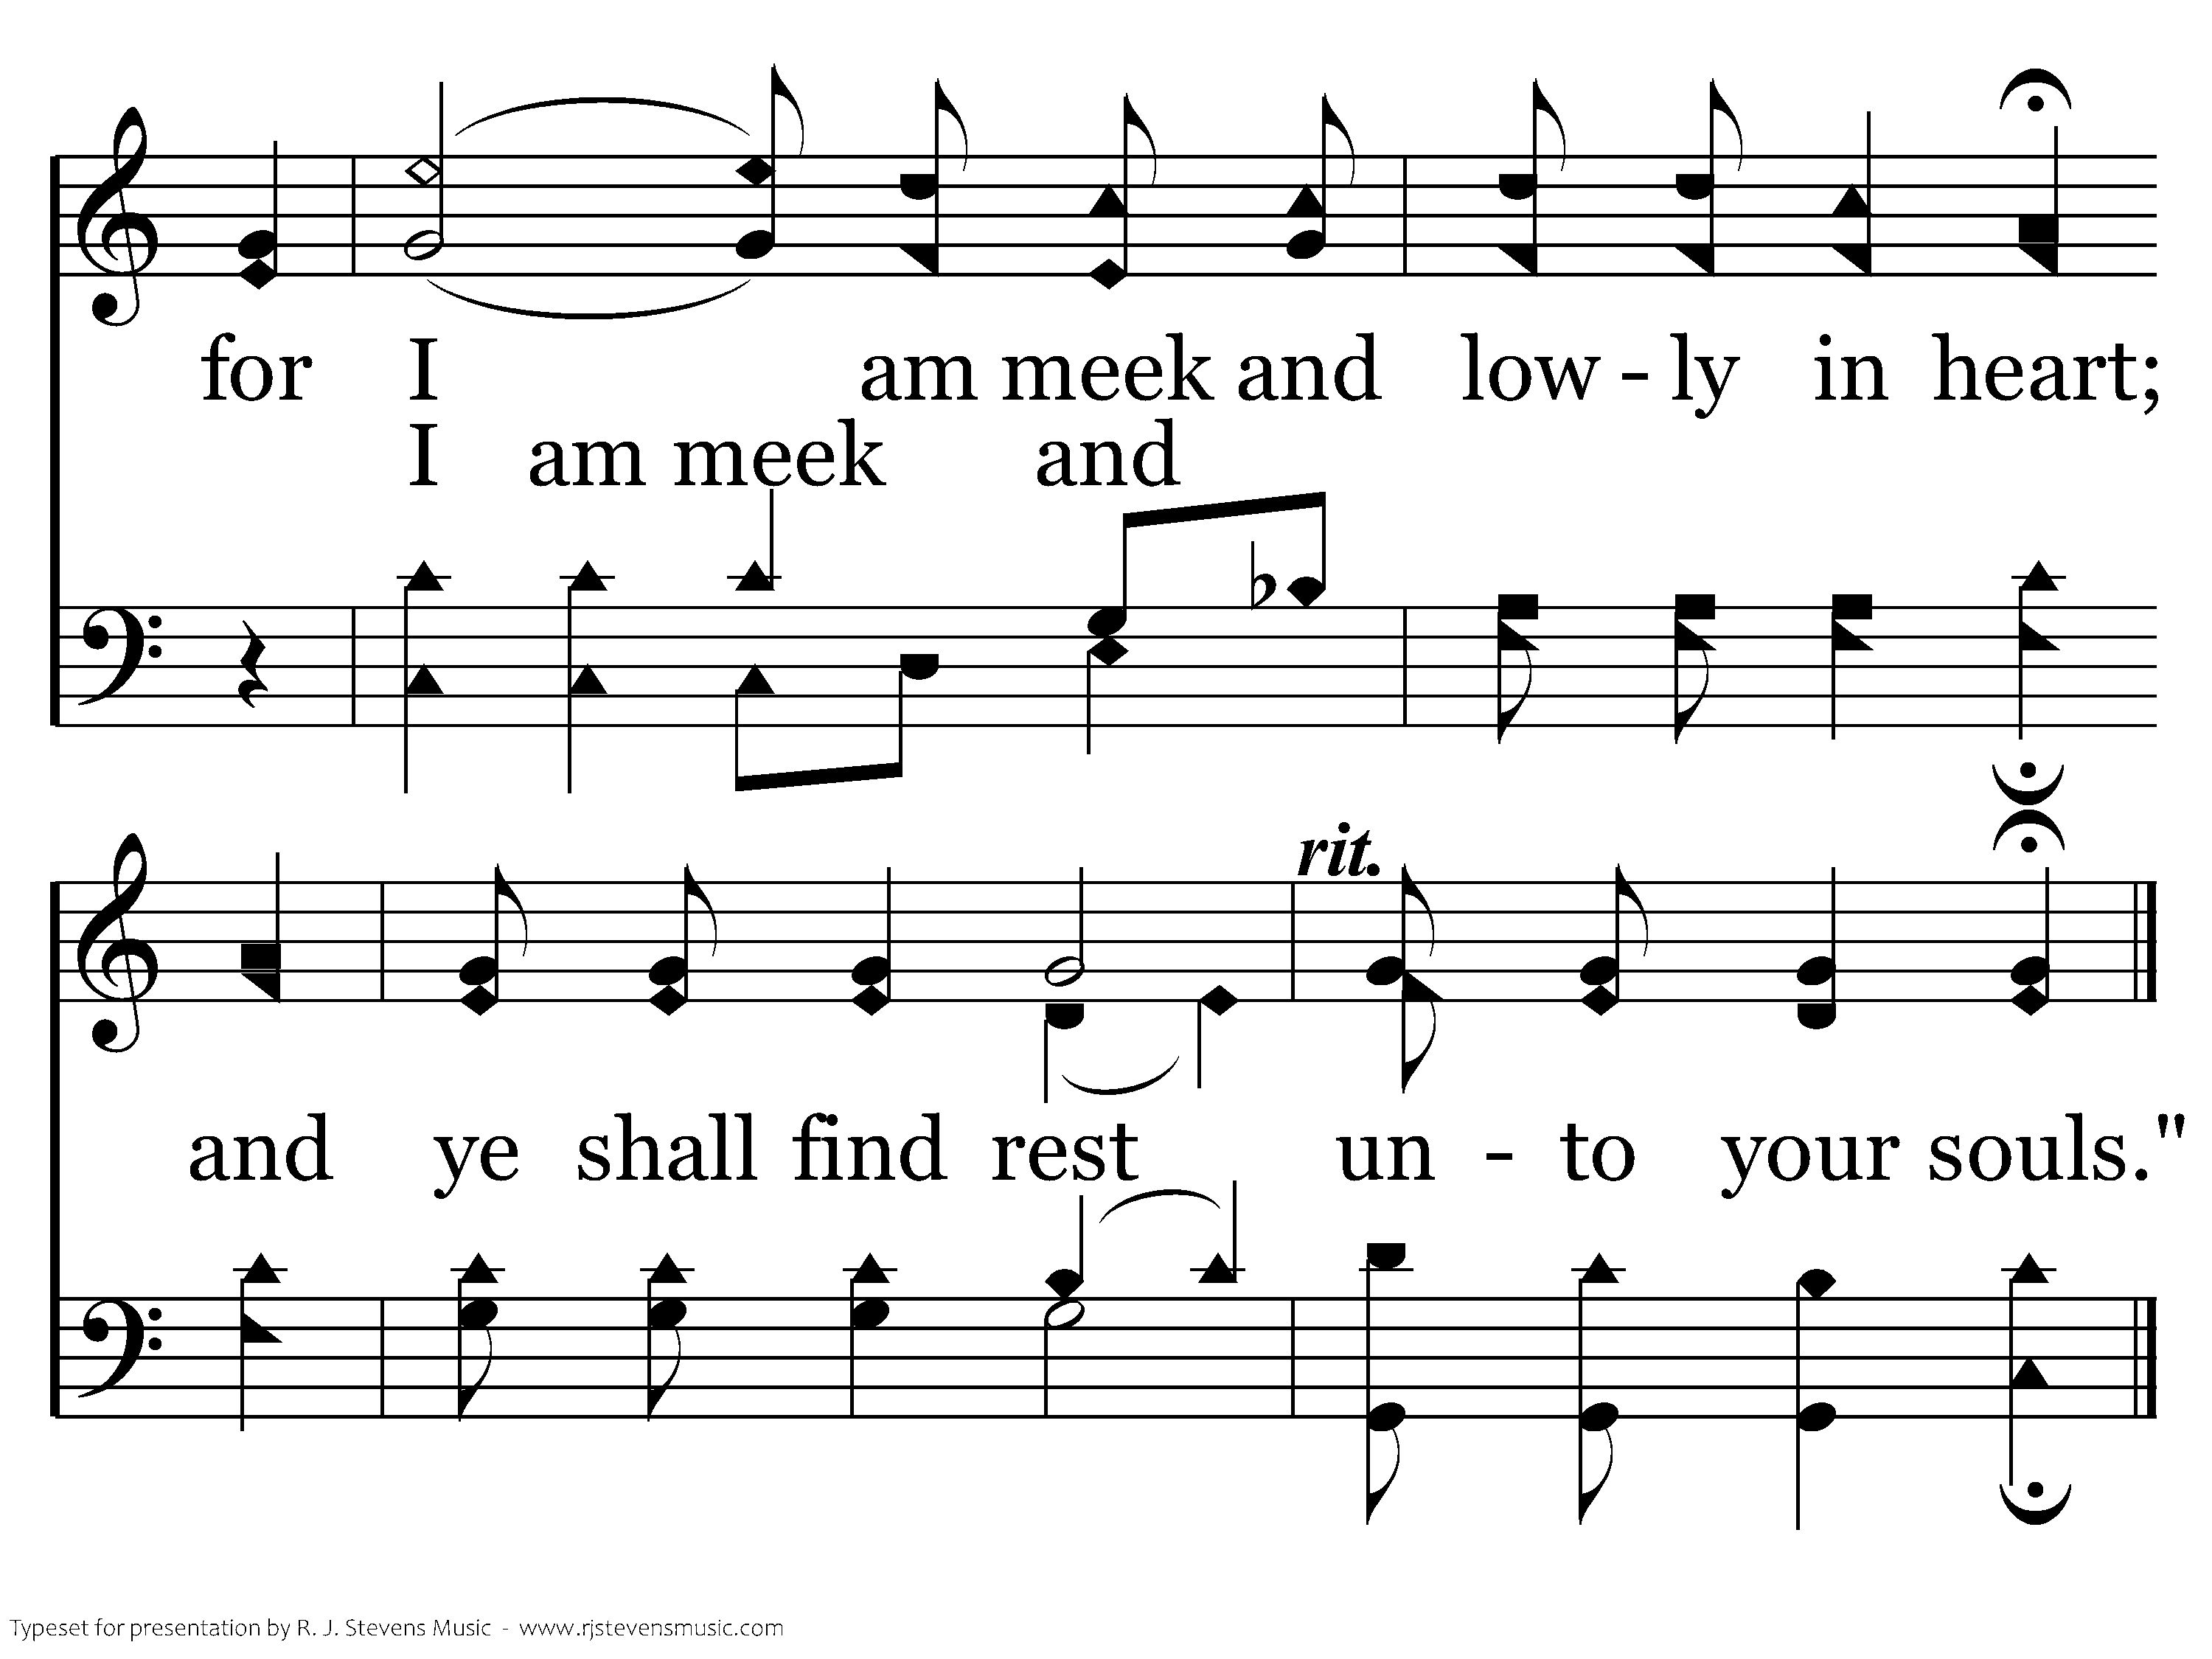 for I am meek and low - ly in heart;
I am meek and
rit.
and ye shall find rest un - to your souls."
Typeset for presentation by R. J. Stevens Music - www.rjstevensmusic.com